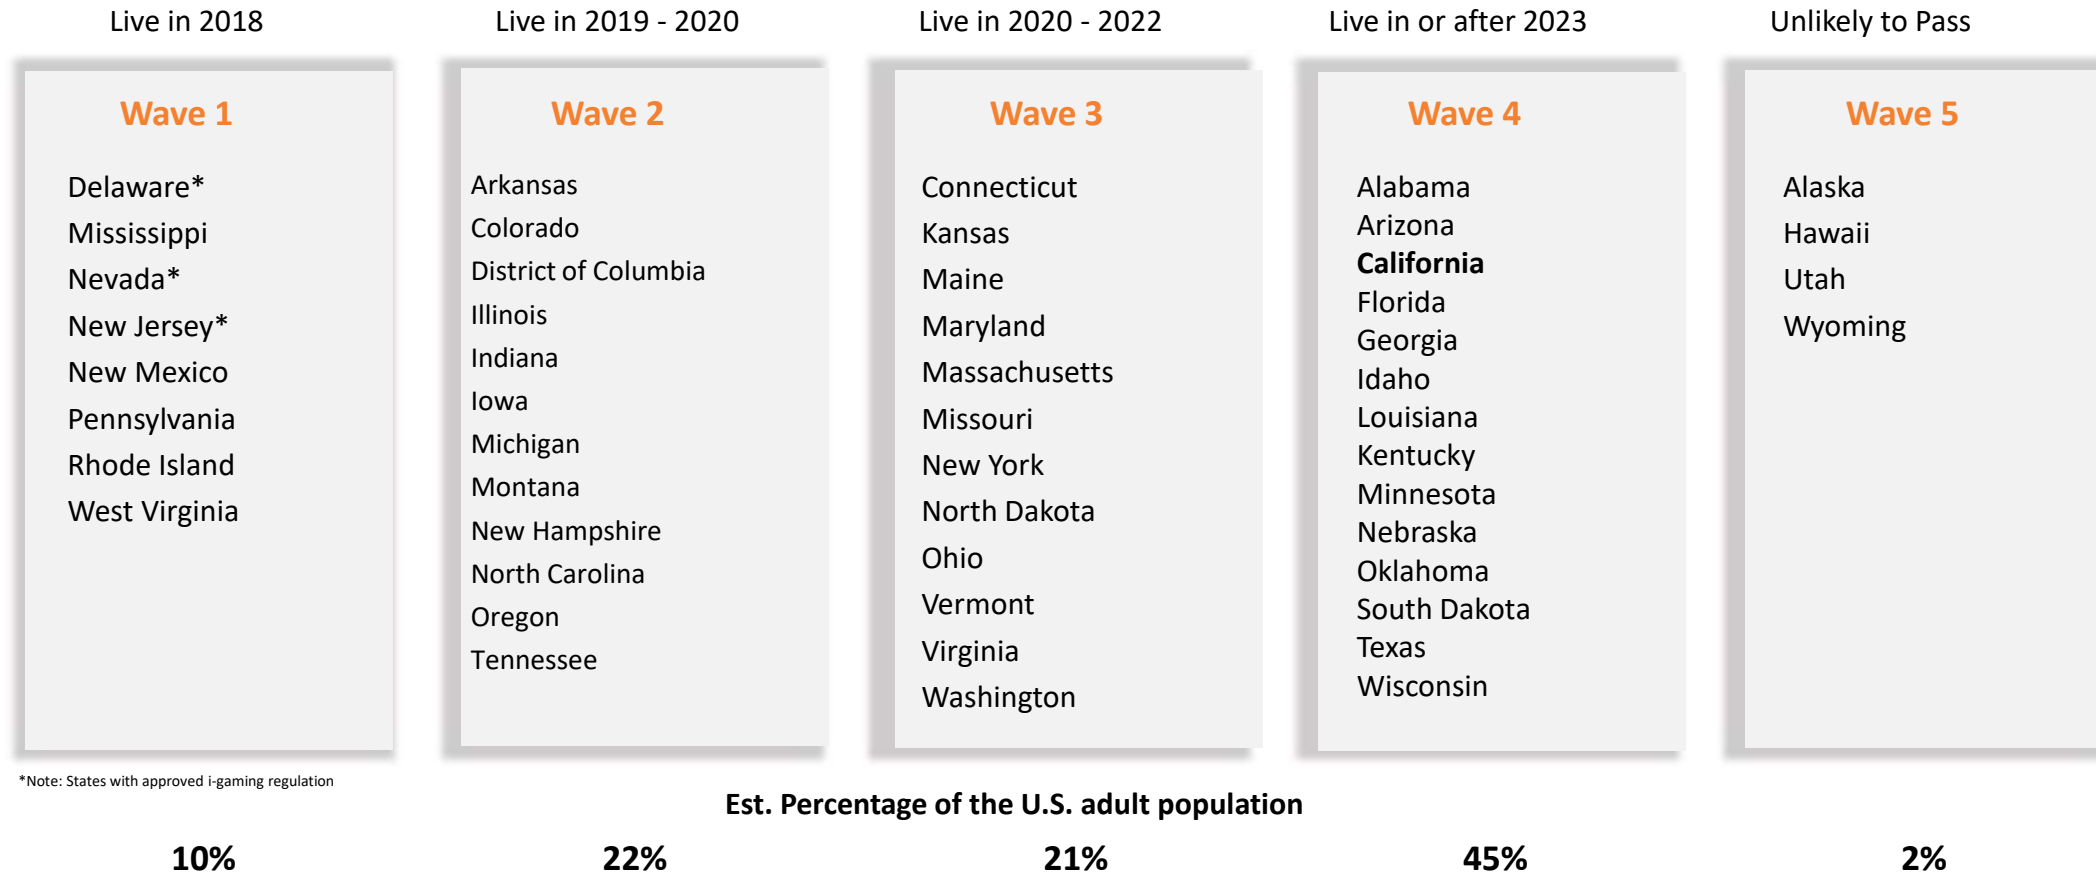 Live in 2018
Live in 2019 - 2020
Live in 2020 - 2022
Live in or after 2023
Unlikely to Pass
Wave 1
Delaware*
Mississippi
Nevada*
New Jersey*
New Mexico
Pennsylvania
Rhode Island
West Virginia
Wave 2
Arkansas
Colorado
District of Columbia
Illinois
Indiana
Iowa
Michigan
Montana
New Hampshire
North Carolina
Oregon
Tennessee
Wave 3
Connecticut
Kansas
Maine
Maryland
Massachusetts
Missouri
New York
North Dakota
Ohio
Vermont
Virginia
Washington
Wave 4
Alabama
Arizona
California
Florida
Georgia
Idaho
Louisiana
Kentucky
Minnesota
Nebraska
Oklahoma
South Dakota
Texas
Wisconsin
Wave 5
Alaska
Hawaii
Utah
Wyoming
*Note: States with approved i-gaming regulation
Est. Percentage of the U.S. adult population
10%
22%
21%
45%
2%